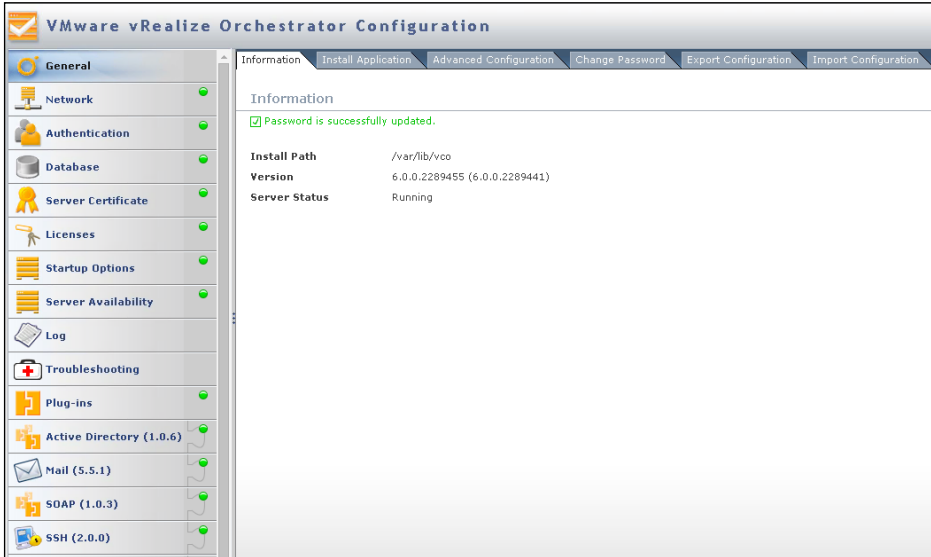 VMware vRealize Orchestrator Configuration
General
Network
Authentication
Database
Server Certificate
Licenses
Startup Options
Server Availability
Log
Troubleshooting
Plug-ins
Active Directory (1.0.6)
Mail (5.5.1)
SOAP (1.0.3)
SSH (2.0.0)
Information Install Application Advanced Configuration Change Password Export Configuration Import Configuration
Information
Password is successfully updated.
Install Path /var/lib/vco
Version 6.0.0.2289455 (6.0.0.2289441)
Server Status Running